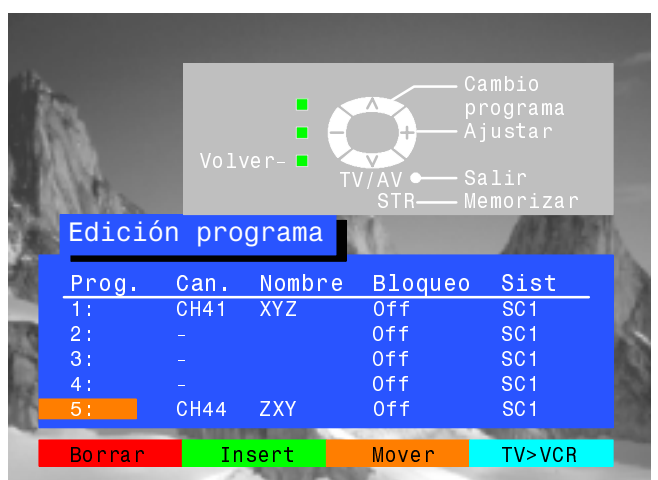 Cambio
programa
Ajustar
Volver-
TV/AV Salir
STR Memorizar
Edición programa
Prog. Can. Nombre Bloqueo Sist
1: CH41 XYZ Off SC1
2: - Off SC1
3: - Off SC1
4: - Off SC1
5: CH44 ZXY Off SC1
Borrar Insert Mover TV>VCR